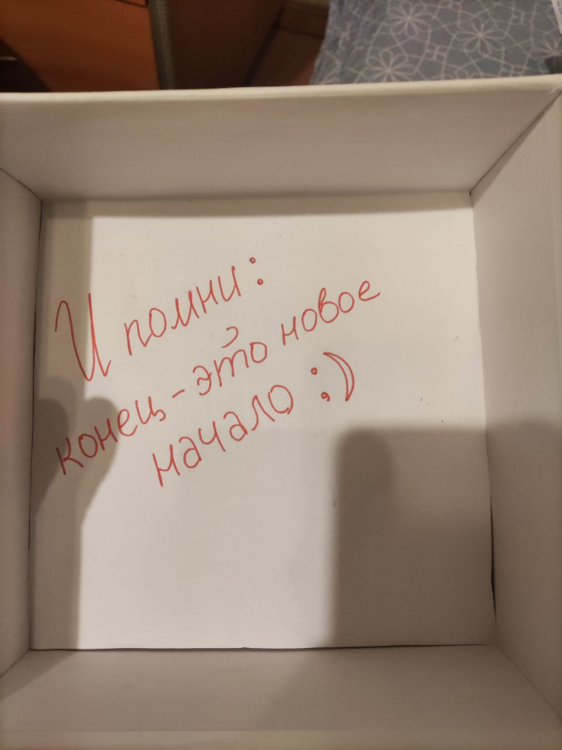 И помни:
конец - это новое
начало :)